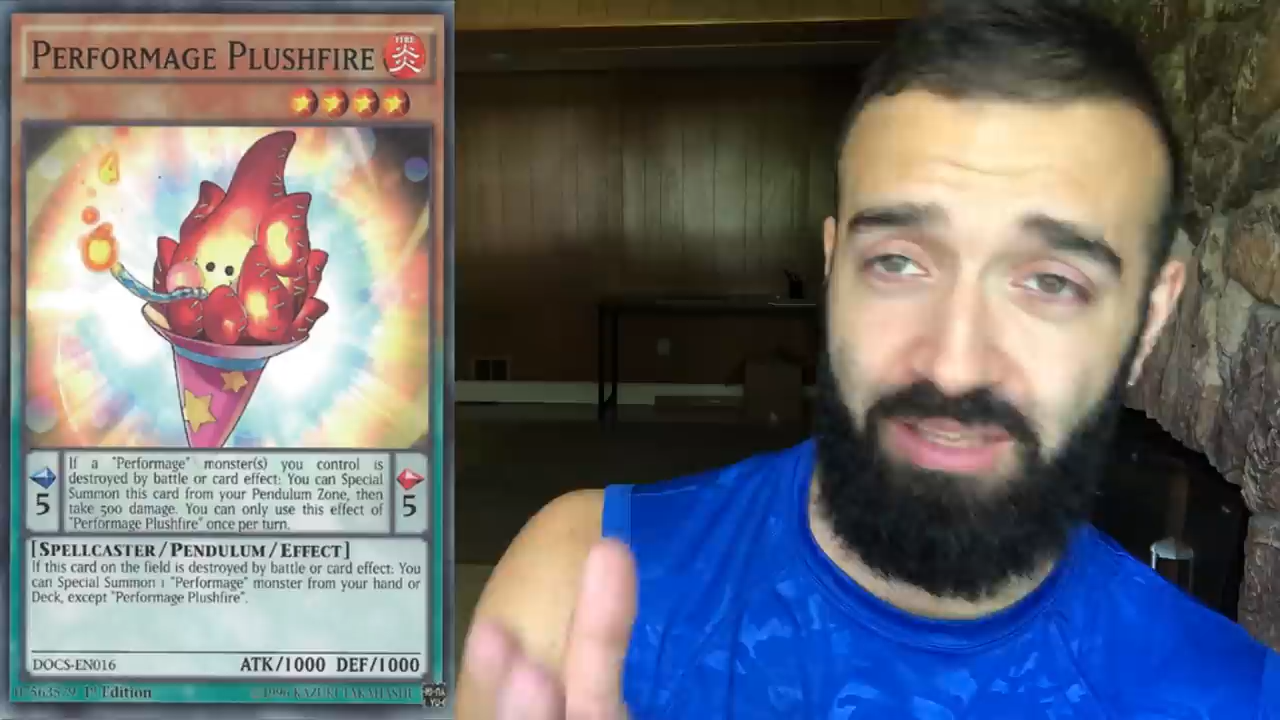 PERFORMAGE PLUSHFIRE
FIRE
炎
If a "Performage" monster(s) you control is
destroyed by battle or card effect: You can Special
Summon this card from your Pendulum Zone, then
take 500 damage. You can only use this effect of
"Performage Plushfire" once per turn.
5
5
[SPELLCASTER/PENDULUM/EFFECT]
If this card on the field is destroyed by battle or card effect: You
can Special Summon 1 "Performage" monster from your hand or
Deck, except "Performage Plushfire".
DOCS-EN016
ATK/1000 DEF/1000
1st Edition
©1996 KAZUKI TAKAHASHI